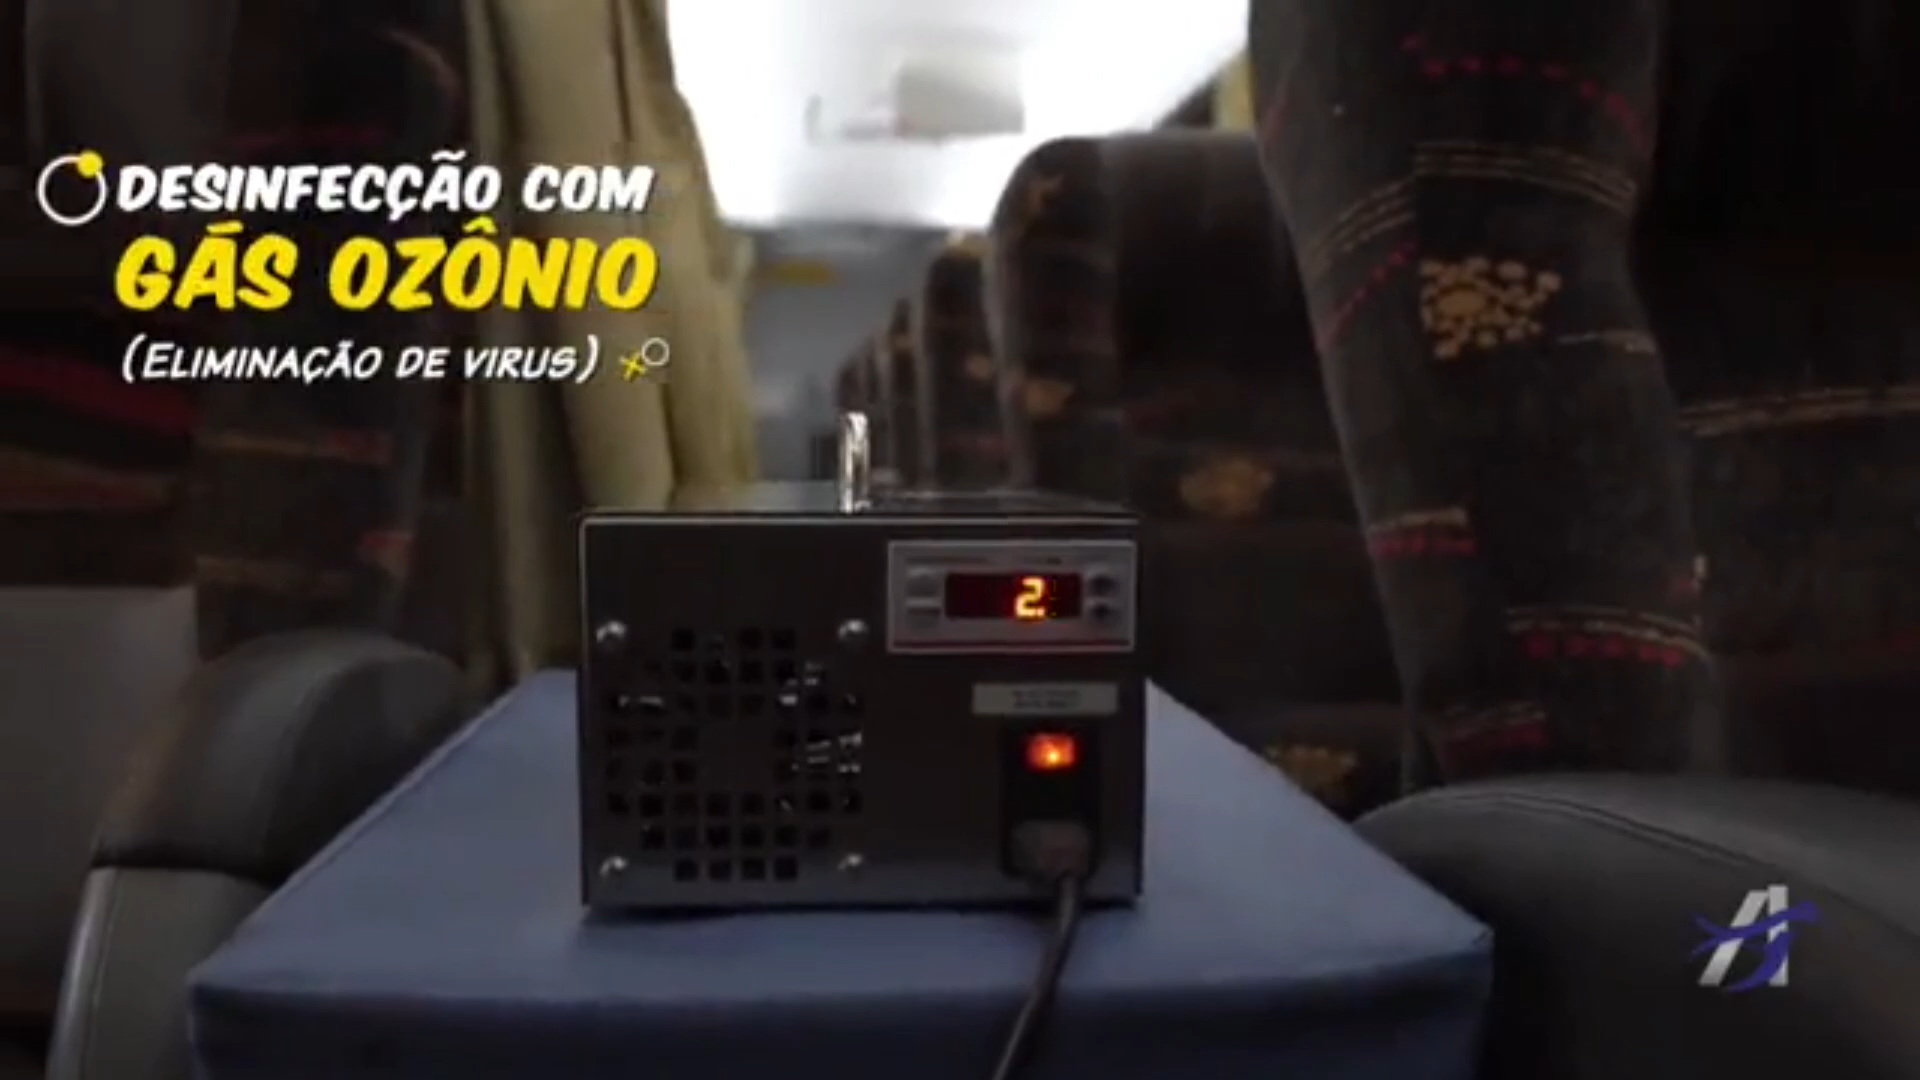 DESINFECÇÃO COM
GÁS OZÔNIO
(ELIMINAÇÃO DE VIRUS)
2.